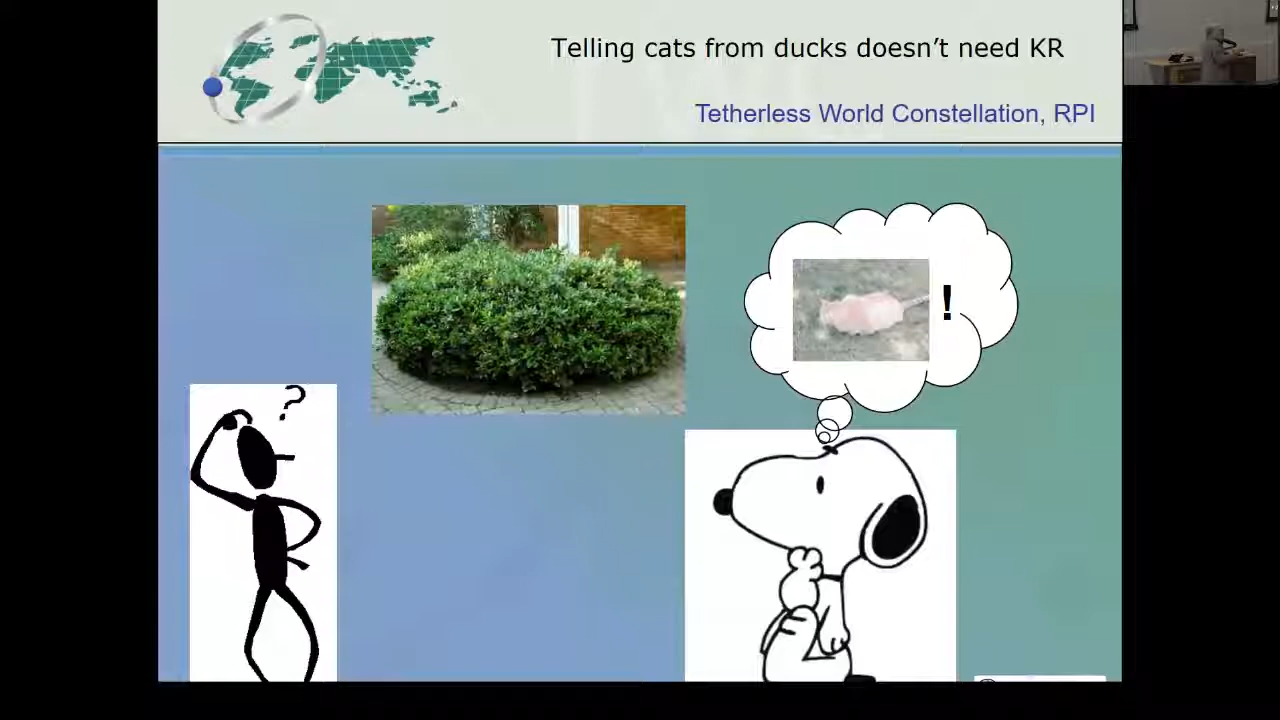 Telling cats from ducks doesn’t need KR
Tetherless World Constellation, RPI
?
!